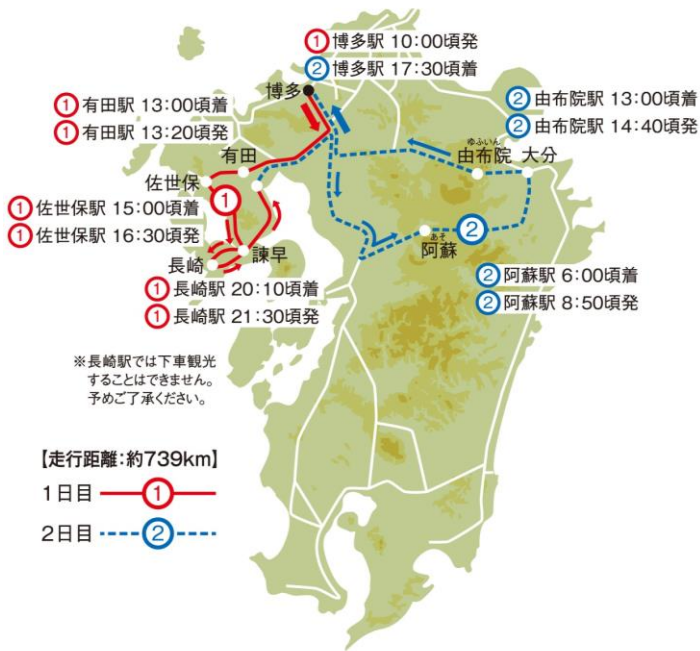 ① 博多駅 10:00頃発
② 博多駅 17:30頃着
博多
① 有田駅 13:00頃着
① 有田駅 13:20頃発
② 由布院駅 13:00着
② 由布院駅 14:40頃発
有田
ゆふいん
由布院
大分
佐世保
①
① 佐世保駅 15:00頃着
① 佐世保駅 16:30頃発
あそ
阿蘇
②
長崎
諫早
② 阿蘇駅 6:00頃着
② 阿蘇駅 8:50頃発
① 長崎駅 20:10頃着
① 長崎駅 21:30頃発
※長崎駅では下車観光
することはできません。
予めご了承ください。
【走行距離:約739km】
1日目 ①
2日目 ②